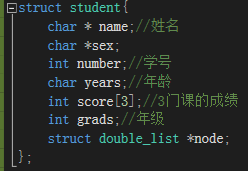 struct student{
char * name;//姓名
char *sex;
int number;//学号
char years;//年龄
int score[3];//3门课的成绩
int grads;//年级
struct double_list *node;
};